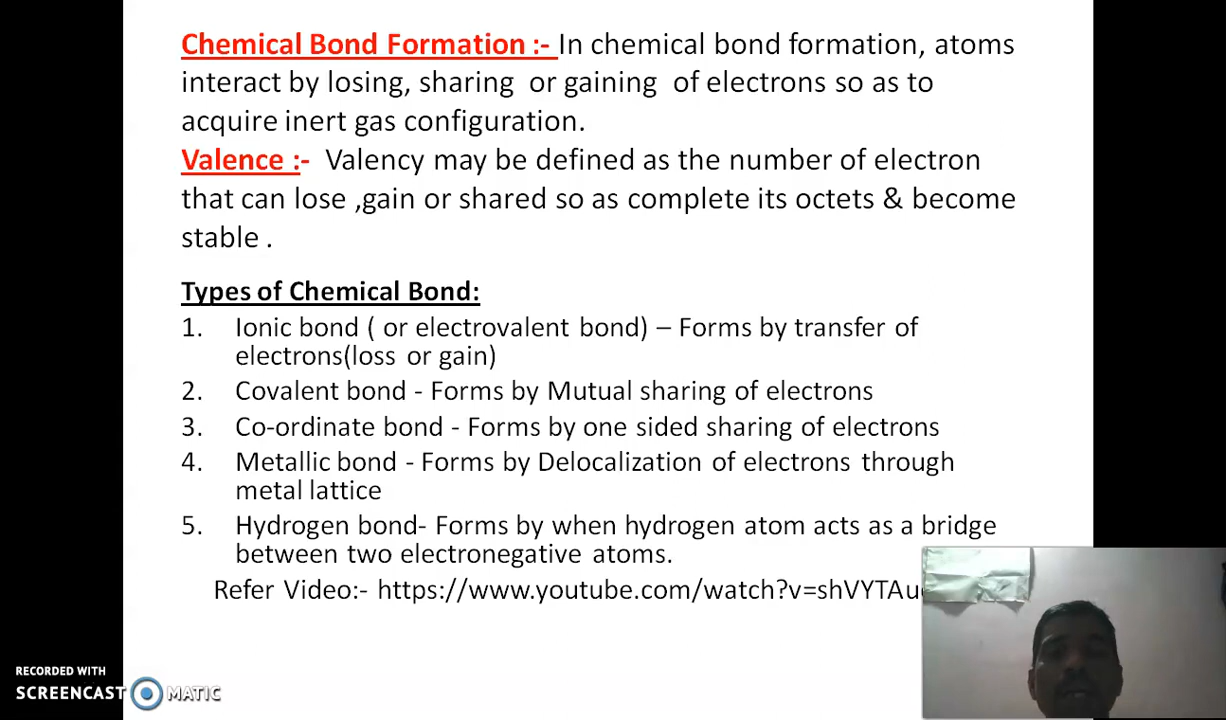 Chemical Bond Formation :- In chemical bond formation, atoms
interact by losing, sharing or gaining of electrons so as to
acquire inert gas configuration.
Valence :- Valency may be defined as the number of electron
that can lose ,gain or shared so as complete its octets & become
stable .
Types of Chemical Bond:
1. Ionic bond ( or electrovalent bond) – Forms by transfer of
electrons(loss or gain)
2. Covalent bond - Forms by Mutual sharing of electrons
3. Co-ordinate bond - Forms by one sided sharing of electrons
4. Metallic bond - Forms by Delocalization of electrons through
metal lattice
5. Hydrogen bond- Forms by when hydrogen atom acts as a bridge
between two electronegative atoms.
Refer Video:-
RECORDED WITH
SCREENCAST MATIC